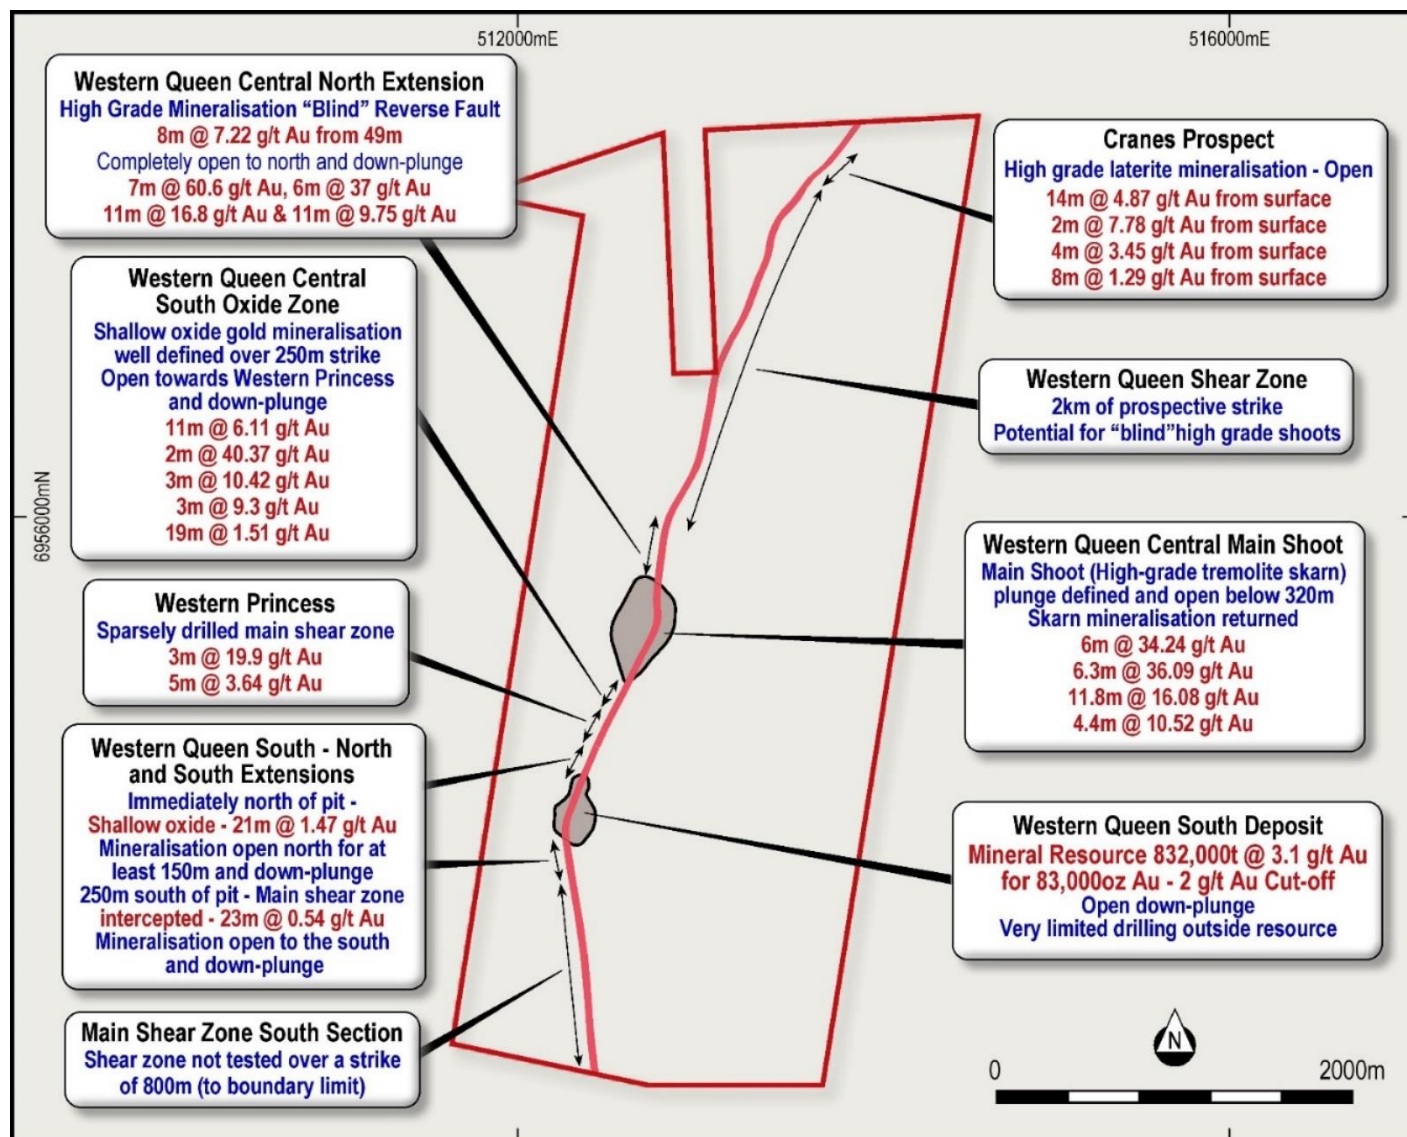 512000mE
516000mE
6956000mN
Western Queen Central North Extension
High Grade Mineralisation “Blind” Reverse Fault
8m @ 7.22 g/t Au from 49m
Completely open to north and down-plunge
7m @ 60.6 g/t Au, 6m @ 37 g/t Au
11m @ 16.8 g/t Au & 11m @ 9.75 g/t Au
Western Queen Central
South Oxide Zone
Shallow oxide gold mineralisation
well defined over 250m strike
Open towards Western Princess
and down-plunge
11m @ 6.11 g/t Au
2m @ 40.37 g/t Au
3m @ 10.42 g/t Au
3m @ 9.3 g/t Au
19m @ 1.51 g/t Au
Western Princess
Sparsely drilled main shear zone
3m @ 19.9 g/t Au
5m @ 3.64 g/t Au
Western Queen South - North
and South Extensions
Immediately north of pit -
Shallow oxide - 21m @ 1.47 g/t Au
Mineralisation open north for at
least 150m and down-plunge
250m south of pit - Main shear zone
intercepted - 23m @ 0.54 g/t Au
Mineralisation open to the south
and down-plunge
Main Shear Zone South Section
Shear zone not tested over a strike
of 800m (to boundary limit)
Cranes Prospect
High grade laterite mineralisation - Open
14m @ 4.87 g/t Au from surface
2m @ 7.78 g/t Au from surface
4m @ 3.45 g/t Au from surface
8m @ 1.29 g/t Au from surface
Western Queen Shear Zone
2km of prospective strike
Potential for “blind”high grade shoots
Western Queen Central Main Shoot
Main Shoot (High-grade tremolite skarn)
plunge defined and open below 320m
Skarn mineralisation returned
6m @ 34.24 g/t Au
6.3m @ 36.09 g/t Au
11.8m @ 16.08 g/t Au
4.4m @ 10.52 g/t Au
Western Queen South Deposit
Mineral Resource 832,000t @ 3.1 g/t Au
for 83,000oz Au - 2 g/t Au Cut-off
Open down-plunge
Very limited drilling outside resource
N
0 2000m